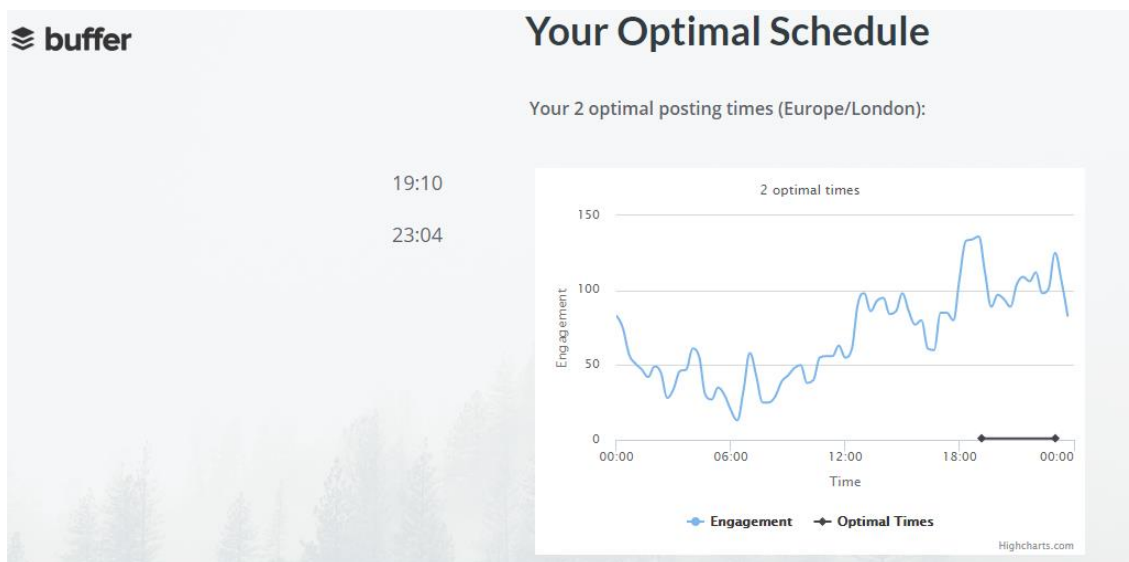 buffer
Your Optimal Schedule
Your 2 optimal posting times (Europe/London):
19:10
23:04
2 optimal times
150
100
50
0
Engagement
00:00 06:00 12:00 18:00 00:00
Time
Engagement Optimal Times
Highcharts.com